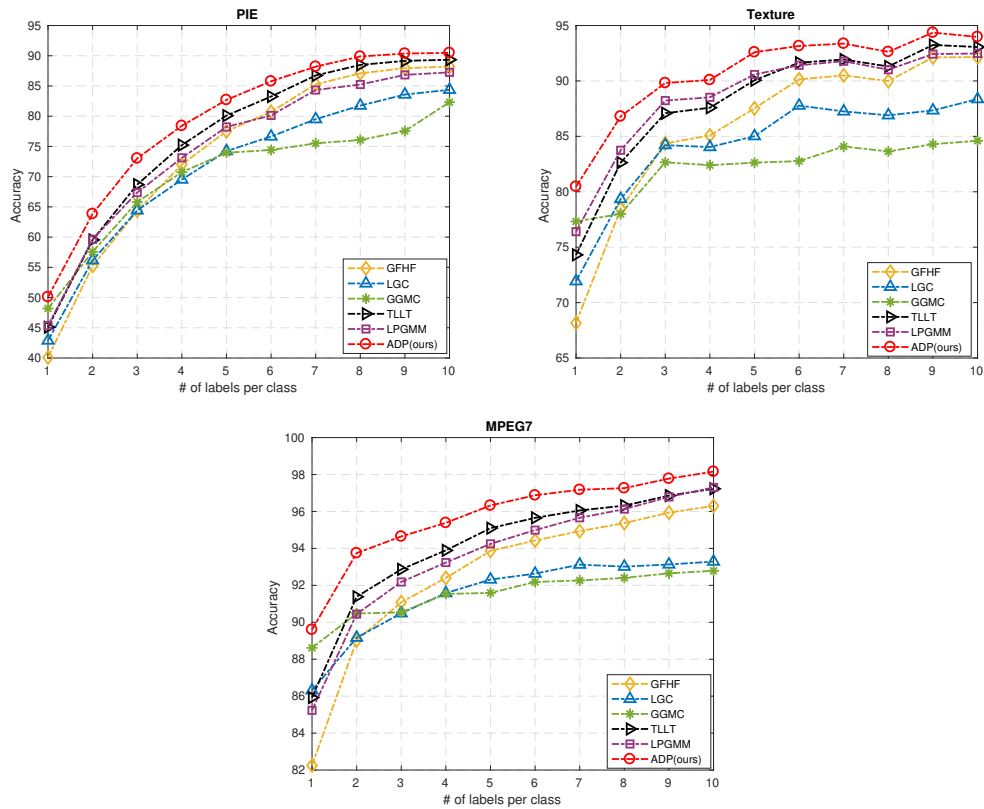 PIE
95
90
85
80
75
70
65
60
55
50
45
40
Accuracy
1 2 3 4 5 6 7 8 9 10
# of labels per class
GFHF
LGC
GGMC
TLLT
LPGMM
ADP(ours)
Texture
95
90
85
80
75
70
65
Accuracy
1 2 3 4 5 6 7 8 9 10
# of labels per class
GFHF
LGC
GGMC
TLLT
LPGMM
ADP(ours)
MPEG7
100
98
96
94
92
90
88
86
84
82
Accuracy
1 2 3 4 5 6 7 8 9 10
# of labels per class
GFHF
LGC
GGMC
TLLT
LPGMM
ADP(ours)